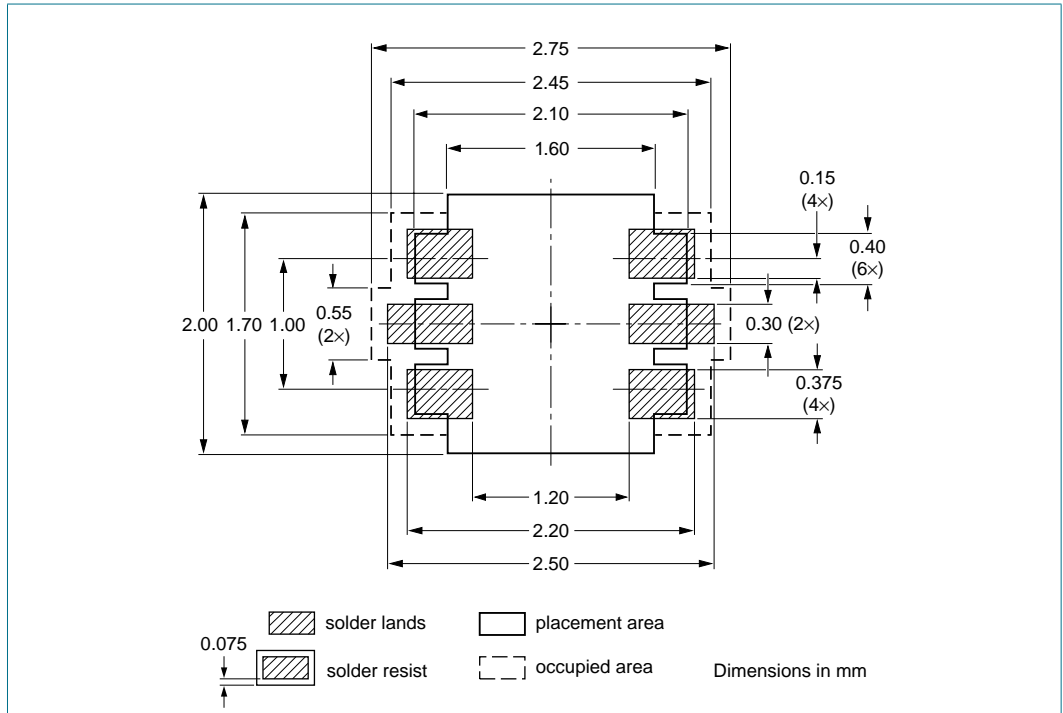 2.75
2.45
2.10
1.60
0.15
(4×)
0.40
(6×)
2.00 1.70 1.00
0.55
(2×)
0.30 (2×)
0.375
(4×)
1.20
2.20
2.50
solder lands
placement area
0.075
solder resist
occupied area
Dimensions in mm